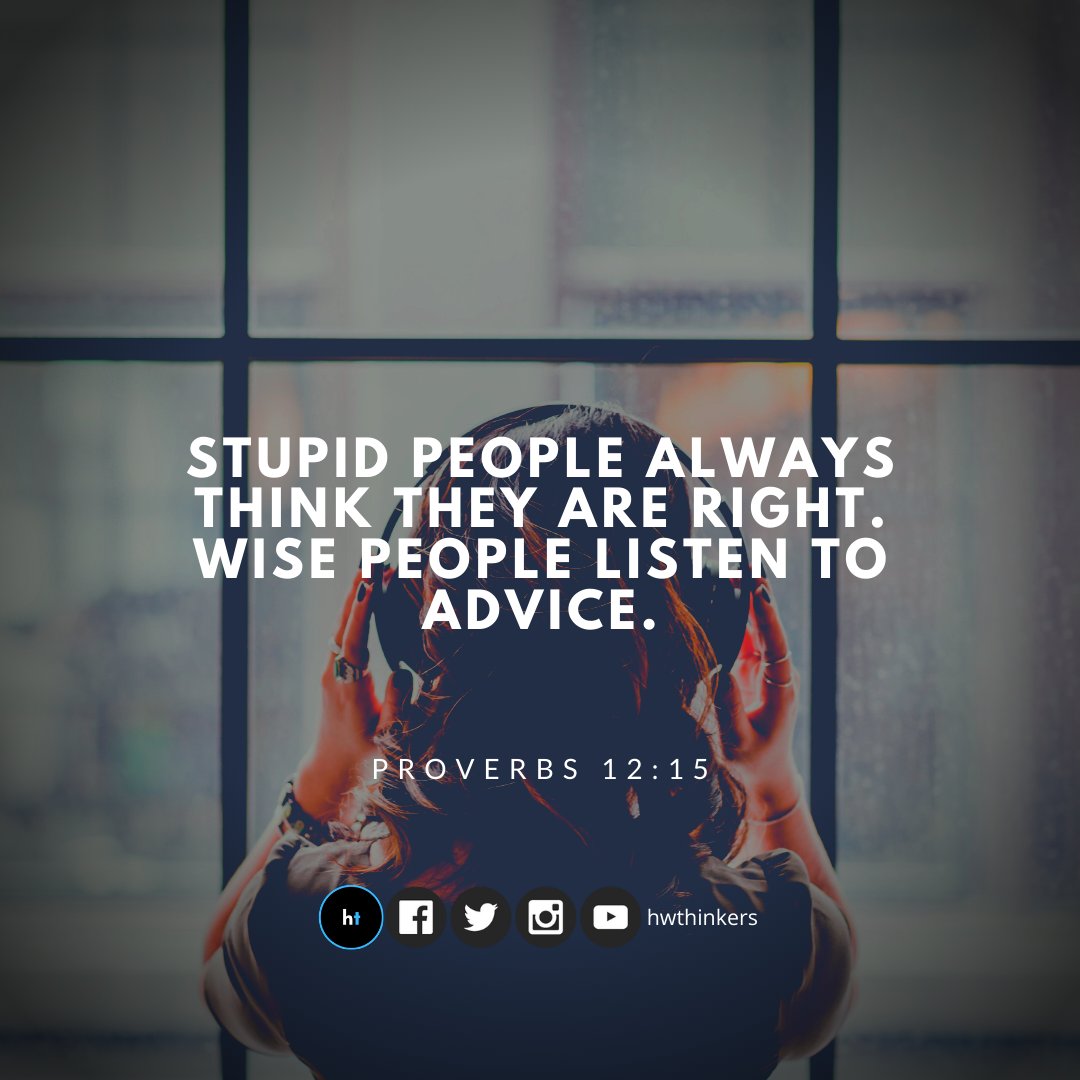 STUPID PEOPLE ALWAYS
THINK THEY ARE RIGHT.
WISE PEOPLE LISTEN TO
ADVICE.
PROVERBS 12:15
ht
hwthinkers